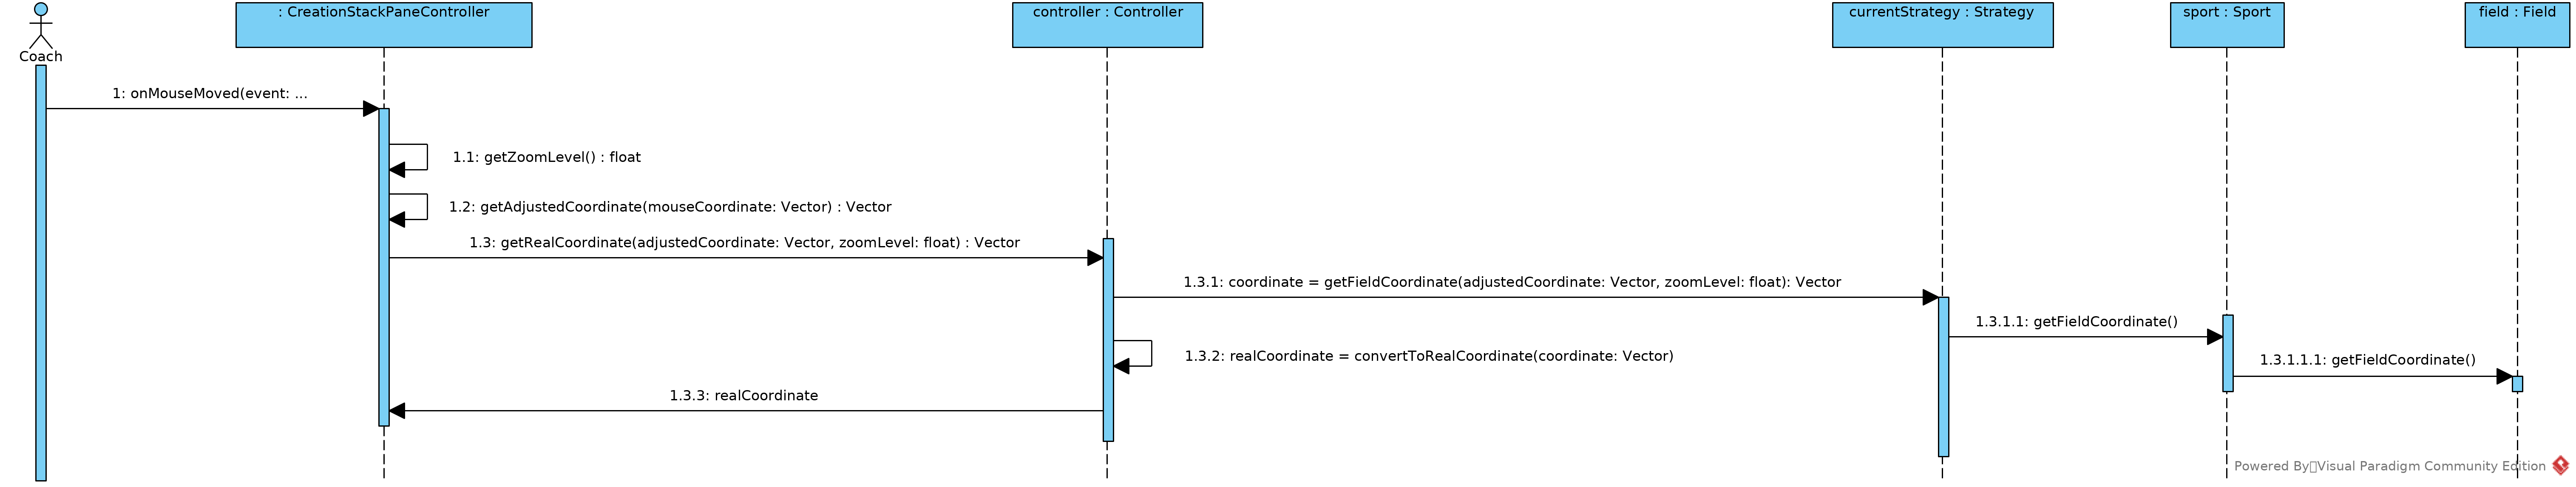 : CreationStackPaneController
controller : Controller
currentStrategy : Strategy
sport : Sport
field : Field
Coach
1: onMouseMoved(event: ...
1.1: getZoomLevel() : float
1.2: getAdjustedCoordinate(mouseCoordinate: Vector) : Vector
1.3: getRealCoordinate(adjustedCoordinate: Vector, zoomLevel: float) : Vector
1.3.1: coordinate = getFieldCoordinate(adjustedCoordinate: Vector, zoomLevel: float): Vector
1.3.1.1: getFieldCoordinate()
1.3.2: realCoordinate = convertToRealCoordinate(coordinate: Vector)
1.3.1.1.1: getFieldCoordinate()
1.3.3: realCoordinate
Powered By Visual Paradigm Community Edition